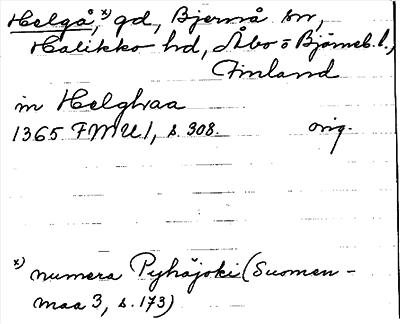 Helgå,ˣ⁾ gd, Bjernå sn,
Halikko hd, Åbo o Björneb. l.,
Finland
in Helghaa
1365 FMU I, s. 308. orig.
x) numera Pyhäjoki (Suomen-
maa 3, s. 173)